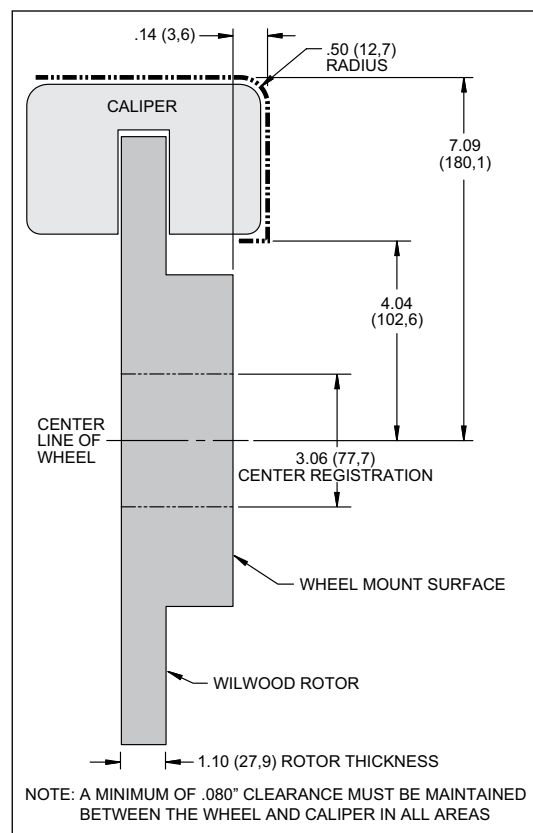 .14 (3,6)
.50 (12,7)
RADIUS
CALIPER
7.09
(180,1)
4.04
(102,6)
CENTER
LINE OF
WHEEL
3.06 (77,7)
CENTER REGISTRATION
WHEEL MOUNT SURFACE
WILWOOD ROTOR
1.10 (27,9) ROTOR THICKNESS
NOTE: A MINIMUM OF .080” CLEARANCE MUST BE MAINTAINED
BETWEEN THE WHEEL AND CALIPER IN ALL AREAS